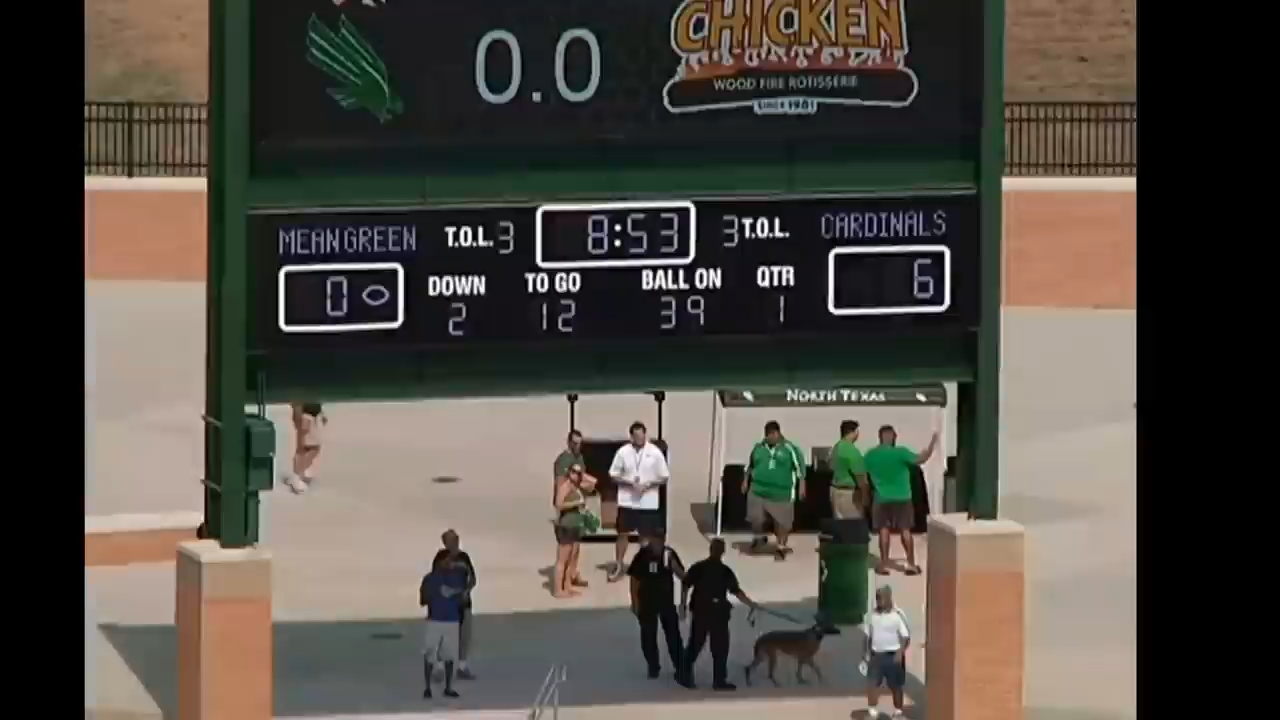 CHICKEN
0.0
WOOD FIRE ROTISSERIE
SINCE 1981
MEAN GREEN T.O.L. 3 8:53 3 T.O.L. CARDINALS
0 DOWN TO GO BALL ON QTR 6
2 12 39 1
NORTH TEXAS